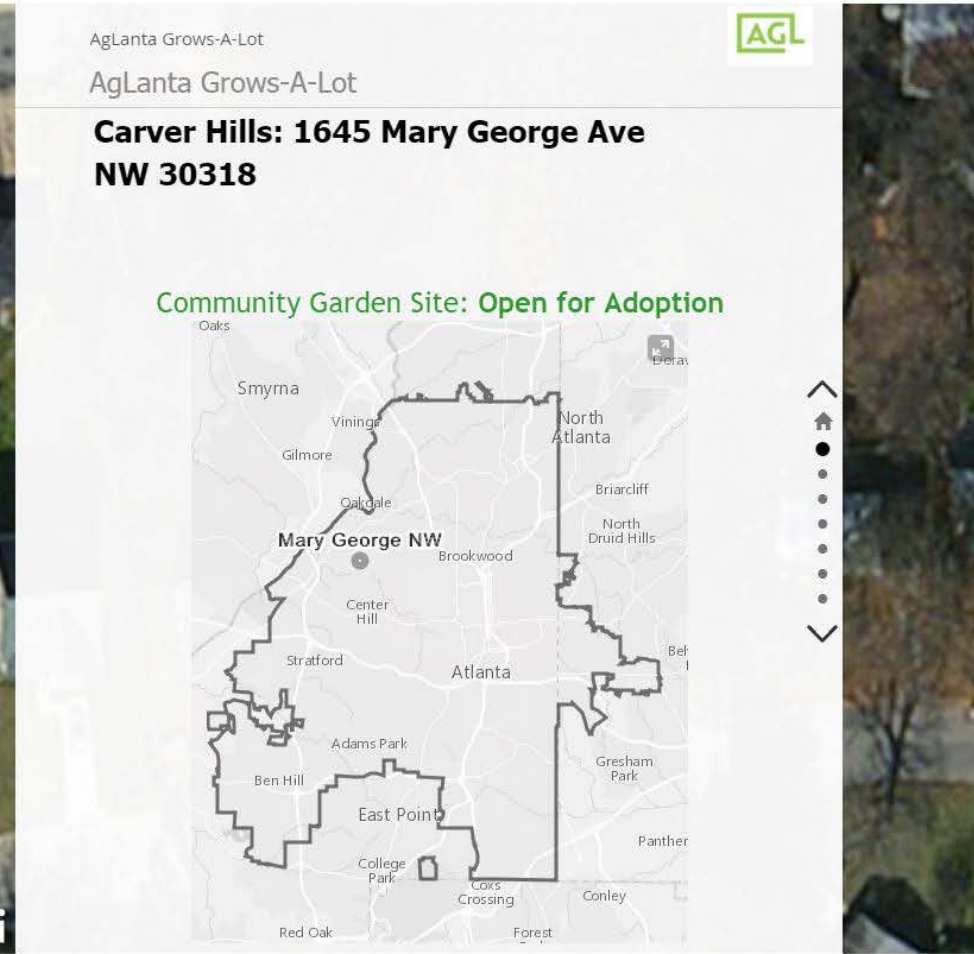 AgLanta Grows-A-Lot
AGL
AgLanta Grows-A-Lot
Carver Hills: 1645 Mary George Ave
NW 30318
Community Garden Site: Open for Adoption
Oaks
Smyrna
Vinings
North
Atlanta
Gilmore
Briarcliff
Oakdale
North
Druid Hills
Mary George NW
Brookwood
Center
Hill
Stratford
Atlanta
Adams Park
Gresham
Park
Ben Hill
East Point
Panther
College
Park
Coxs
Crossing
Conley
Red Oak
Forest